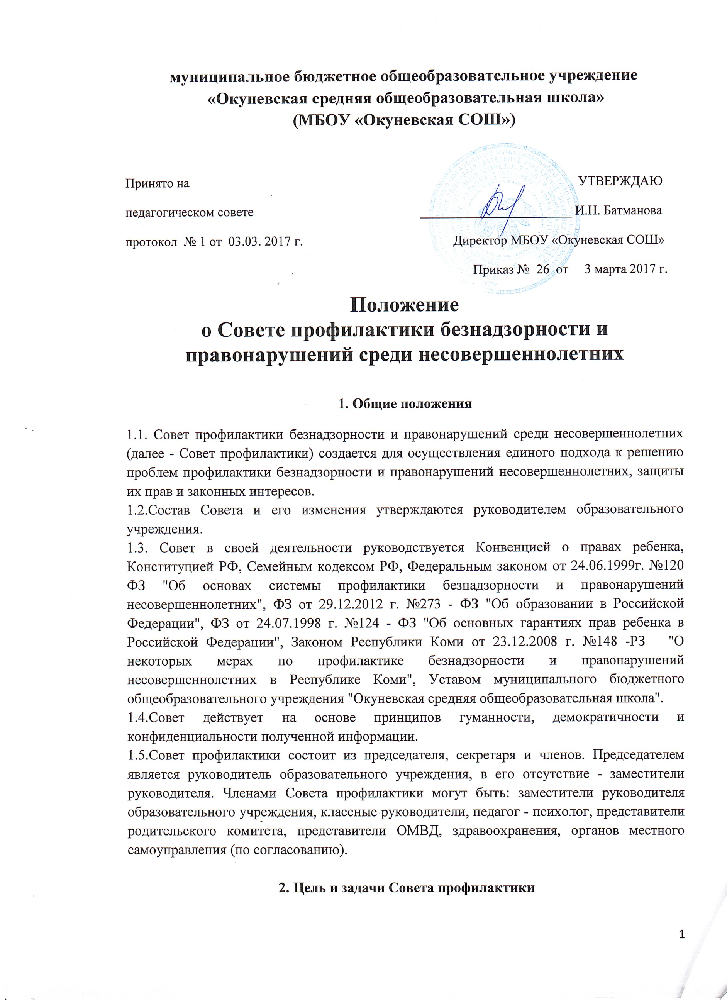 муниципальное бюджетное общеобразовательное учреждение
«Окуневская средняя общеобразовательная школа»
(МБОУ «Окуневская СОШ»)
Принято на
УТВЕРЖДАЮ
педагогическом совете
И.Н. Батманова
протокол № 1 от 03.03. 2017 г.
Директор МБОУ «Окуневская СОШ»
Приказ № 26 от 3 марта 2017 г.
Положение
о Совете профилактики безнадзорности и
правонарушений среди несовершеннолетних
1. Общие положения
1.1. Совет профилактики безнадзорности и правонарушений среди несовершеннолетних
(далее - Совет профилактики) создается для осуществления единого подхода к решению
проблем профилактики безнадзорности и правонарушений несовершеннолетних, защиты
их прав и законных интересов.
1.2.Состав Совета и его изменения утверждаются руководителем образовательного
учреждения.
1.3. Совет в своей деятельности руководствуется Конвенцией о правах ребенка,
Конституцией РФ, Семейным кодексом РФ, Федеральным законом от 24.06.1999г. №120
ФЗ "Об основах системы профилактики безнадзорности и правонарушений
несовершеннолетних", ФЗ от 29.12.2012 г. №273 - ФЗ "Об образовании в Российской
Федерации", ФЗ от 24.07.1998 г. №124 - ФЗ "Об основных гарантиях прав ребенка в
Российской Федерации", Законом Республики Коми от 23.12.2008 г. №148 -РЗ "О
некоторых мерах по профилактике безнадзорности и правонарушений
несовершеннолетних в Республике Коми", Уставом муниципального бюджетного
общеобразовательного учреждения "Окуневская средняя общеобразовательная школа".
1.4.Совет действует на основе принципов гуманности, демократичности и
конфиденциальности полученной информации.
1.5.Совет профилактики состоит из председателя, секретаря и членов. Председателем
является руководитель образовательного учреждения, в его отсутствие - заместители
руководителя. Членами Совета профилактики могут быть: заместители руководителя
образовательного учреждения, классные руководители, педагог - психолог, представители
родительского комитета, представители ОМВД, здравоохранения, органов местного
самоуправления (по согласованию).
2. Цель и задачи Совета профилактики
1